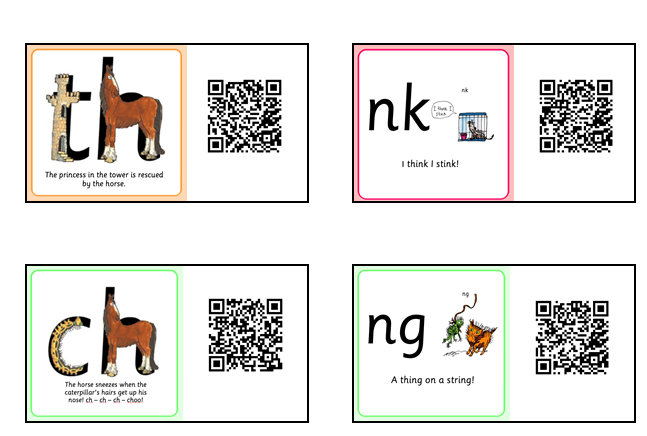 th
The princess in the tower is rescued
by the horse.
nk
nk
I think I
stink
I think I stink!
ch
The horse sneezes when the
caterpillar's hairs get up his
nose! ch – ch – ch – choo!
ng
ng
A thing on a string!